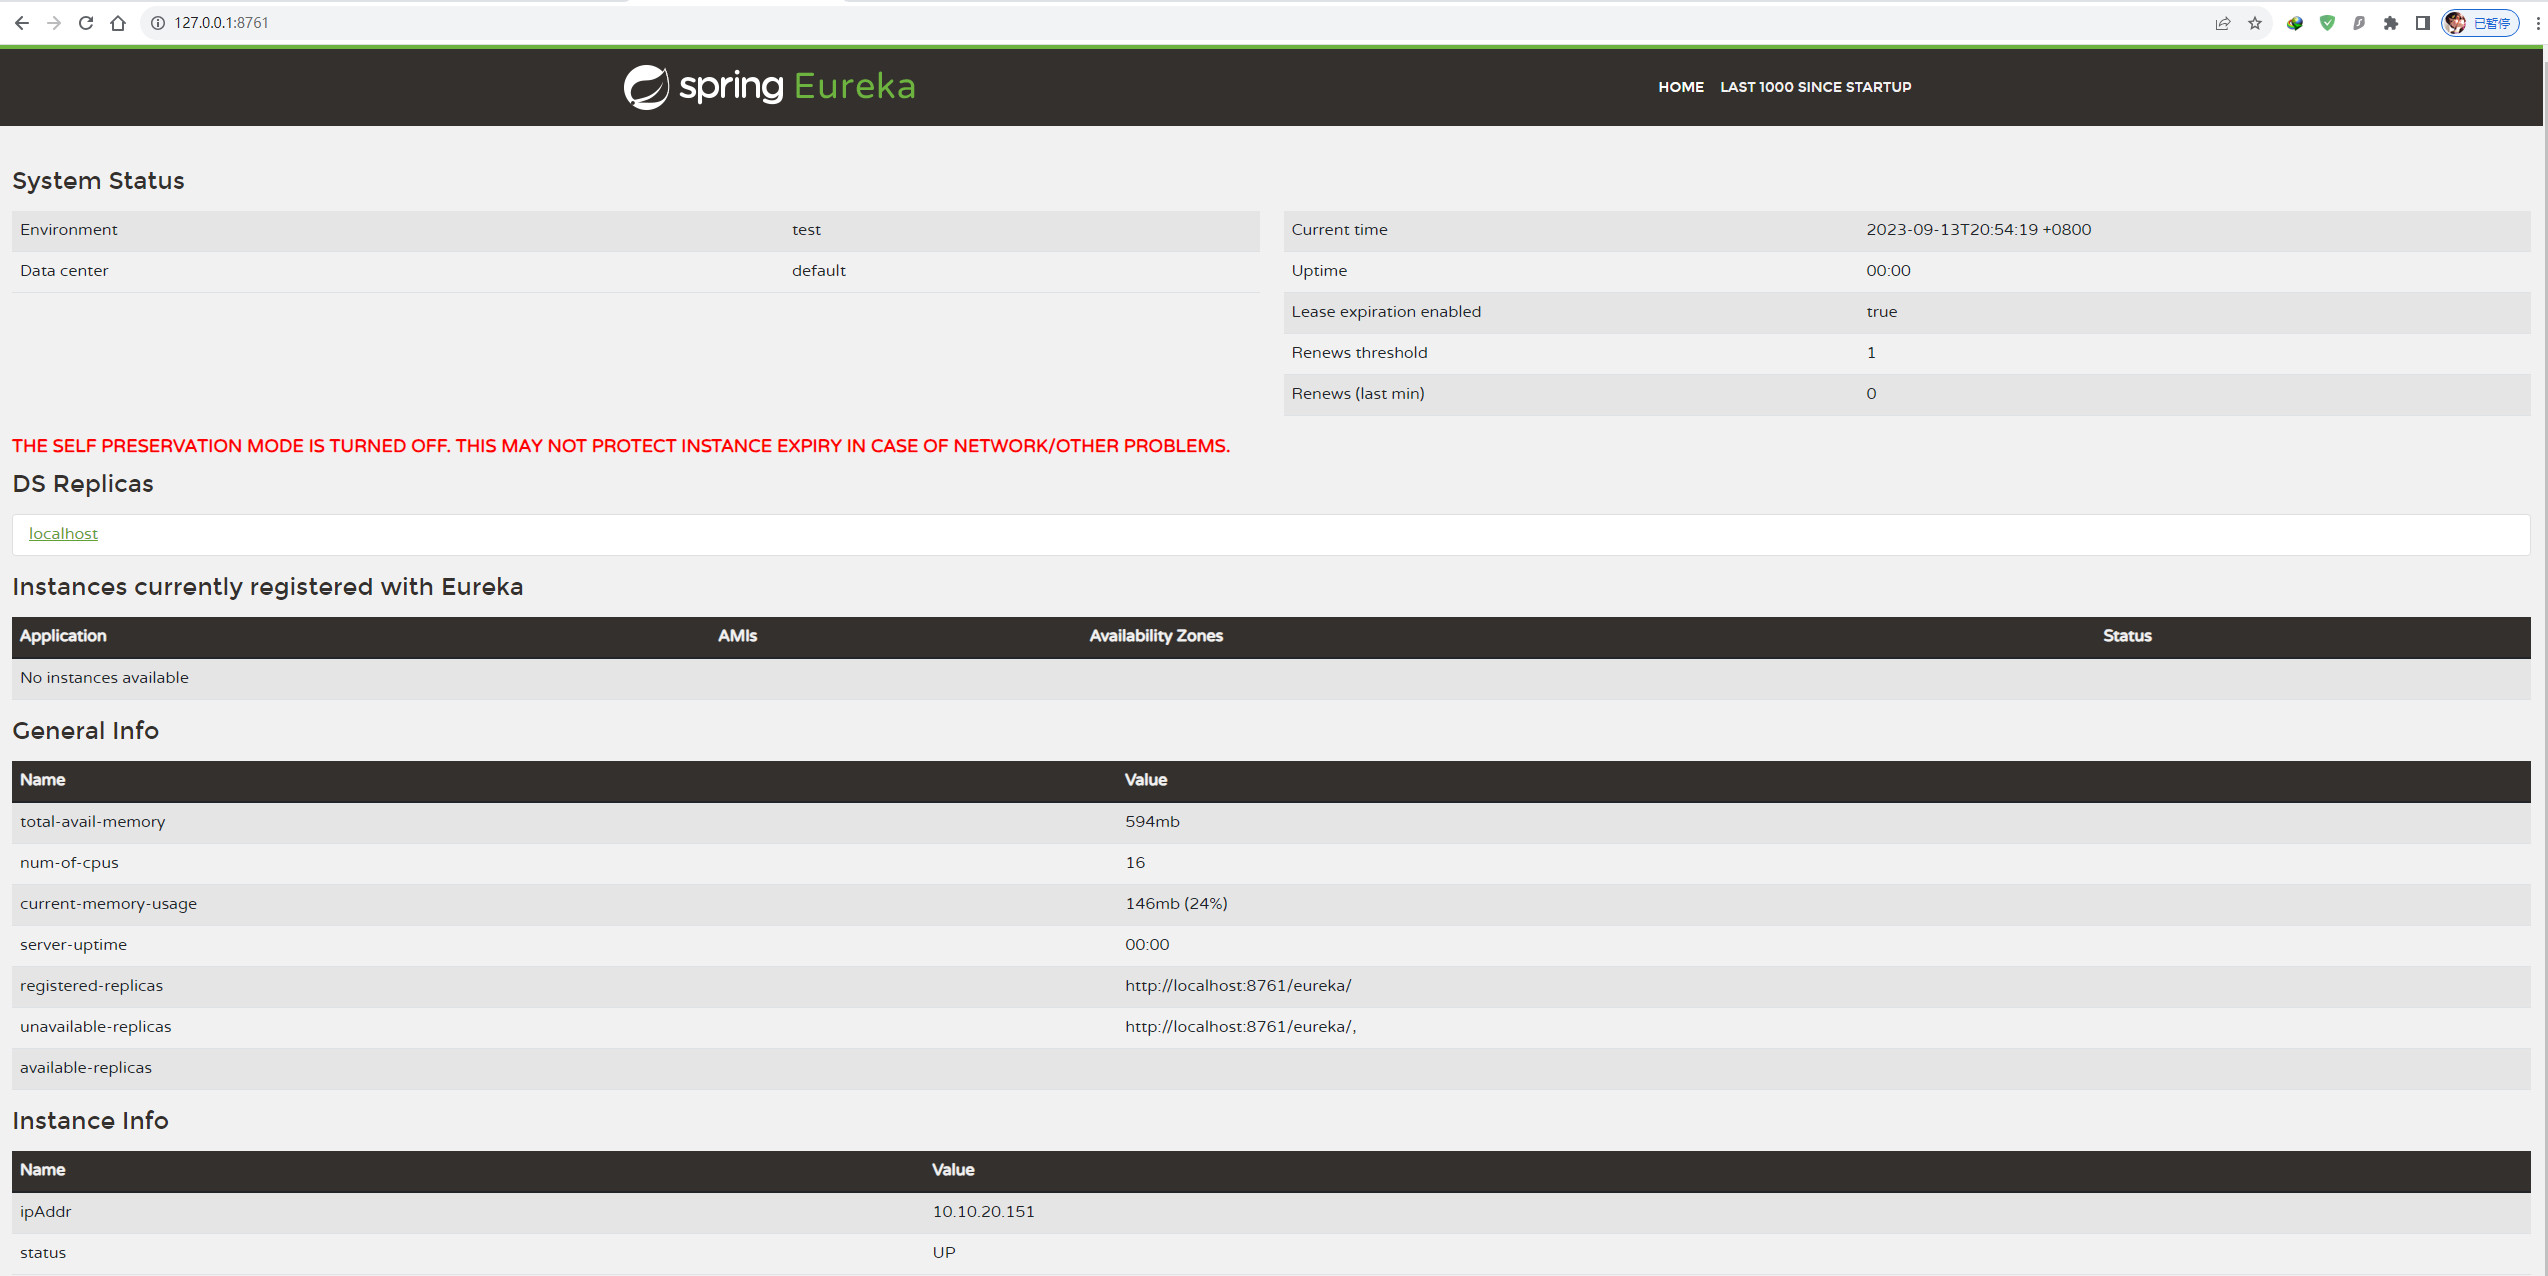 127.0.0.1:8761
已暂停
spring Eureka
HOME LAST 1000 SINCE STARTUP
System Status
Environment test
Data center default
Current time 2023-09-13T20:54:19 +0800
Uptime 00:00
Lease expiration enabled true
Renews threshold 1
Renews (last min) 0
THE SELF PRESERVATION MODE IS TURNED OFF. THIS MAY NOT PROTECT INSTANCE EXPIRY IN CASE OF NETWORK/OTHER PROBLEMS.
DS Replicas
localhost
Instances currently registered with Eureka
Application AMIs Availability Zones Status
No instances available
General Info
Name Value
total-avail-memory 594mb
num-of-cpus 16
current-memory-usage 146mb (24%)
server-uptime 00:00
registered-replicas http://localhost:8761/eureka/
unavailable-replicas http://localhost:8761/eureka/,
available-replicas
Instance Info
Name Value
ipAddr 10.10.20.151
status UP